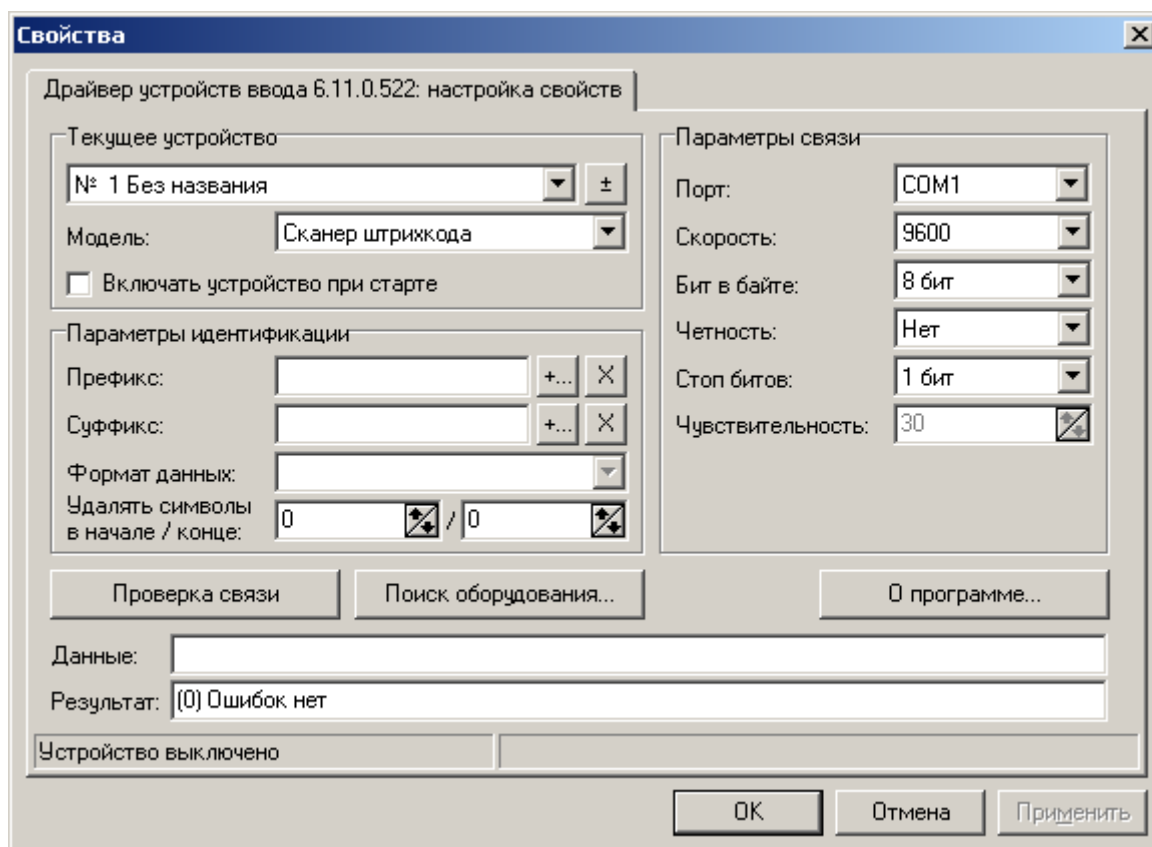 Свойства
Драйвер устройств ввода 6.11.0.522: настройка свойств
Текущее устройство
№ 1 Без названия
±
Модель:
Сканер штрихкода
Включать устройство при старте
Параметры идентификации
Префикс:
+...
X
Суффикс:
+...
X
Формат данных:
Удалять символы
в начале / конце:
0
/
0
Параметры связи
Порт:
COM1
Скорость:
9600
Бит в байте:
8 бит
Четность:
Нет
Стоп битов:
1 бит
Чувствительность:
30
Проверка связи
Поиск оборудования...
О программе...
Данные:
Результат:
(0) Ошибок нет
Устройство выключено
OK
Отмена
Применить